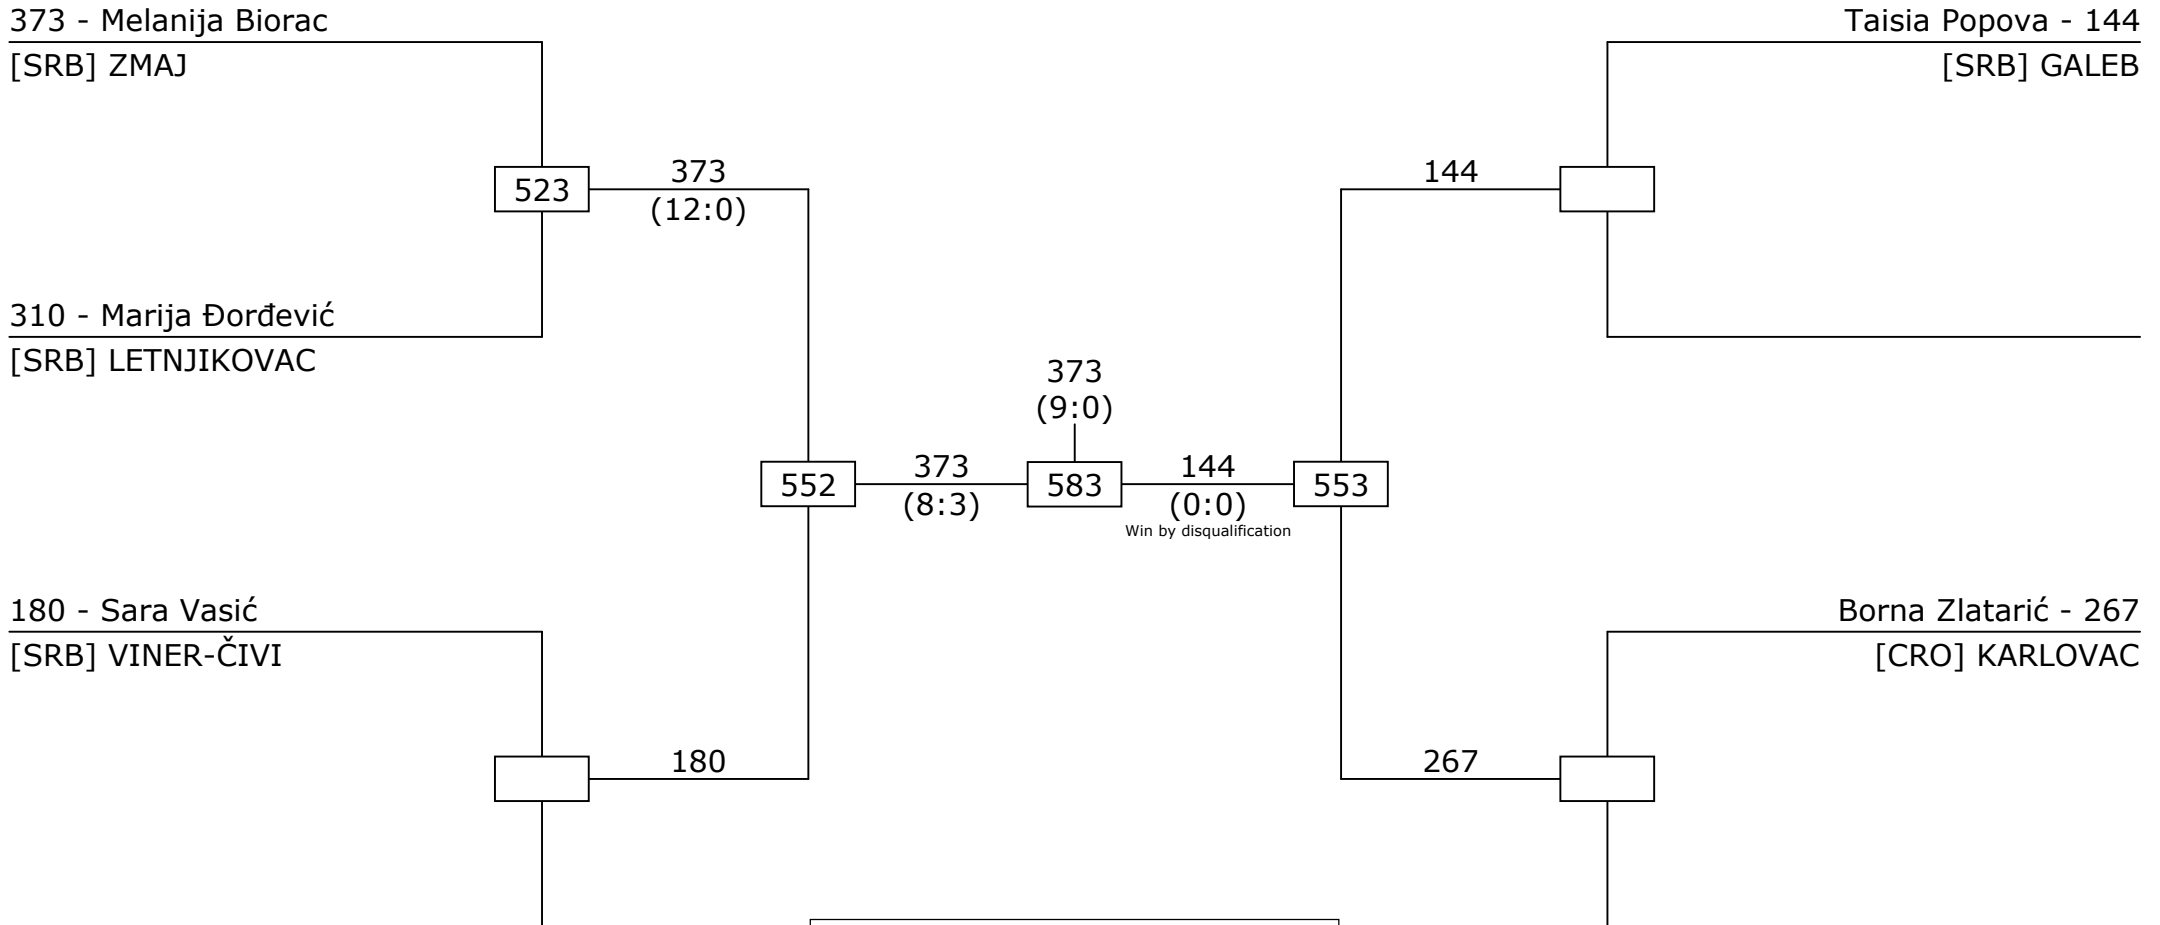 373 - Melanija Biorac
[SRB] ZMAJ
Taisia Popova - 144
[SRB] GALEB
523
373
(12:0)
144
310 - Marija Đorđević
[SRB] LETNJIKOVAC
373
(9:0)
552
373
(8:3)
583
144
(0:0)
Win by disqualification
553
180 - Sara Vasić
[SRB] VINER-ČIVI
Borna Zlatarić - 267
[CRO] KARLOVAC
180
267